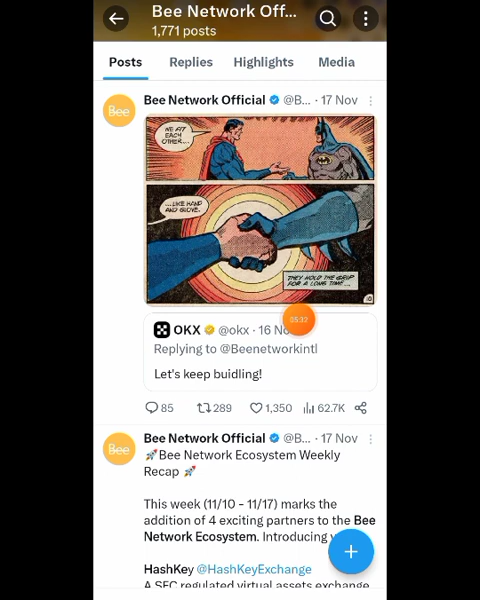 Bee Network Off...
1,771 posts
Posts Replies Highlights Media
Bee
Bee Network Official @B... · 17 Nov
WE FIT
EACH
OTHER...
...LIKE HAND
AND GLOVE.
THEY HOLD THE GRIP
FOR A LONG TIME...
10
OKX @okx · 16 No
05:32
Replying to @Beenetworkintl
Let's keep buidling!
85 289 1,350 62.7K
Bee
Bee Network Official @B... · 17 Nov
🚀Bee Network Ecosystem Weekly
Recap 🚀
This week (11/10 - 11/17) marks the
addition of 4 exciting partners to the Bee
Network Ecosystem. Introducing
HashKey @HashKeyExchange
A SFC regulated virtual assets exchange